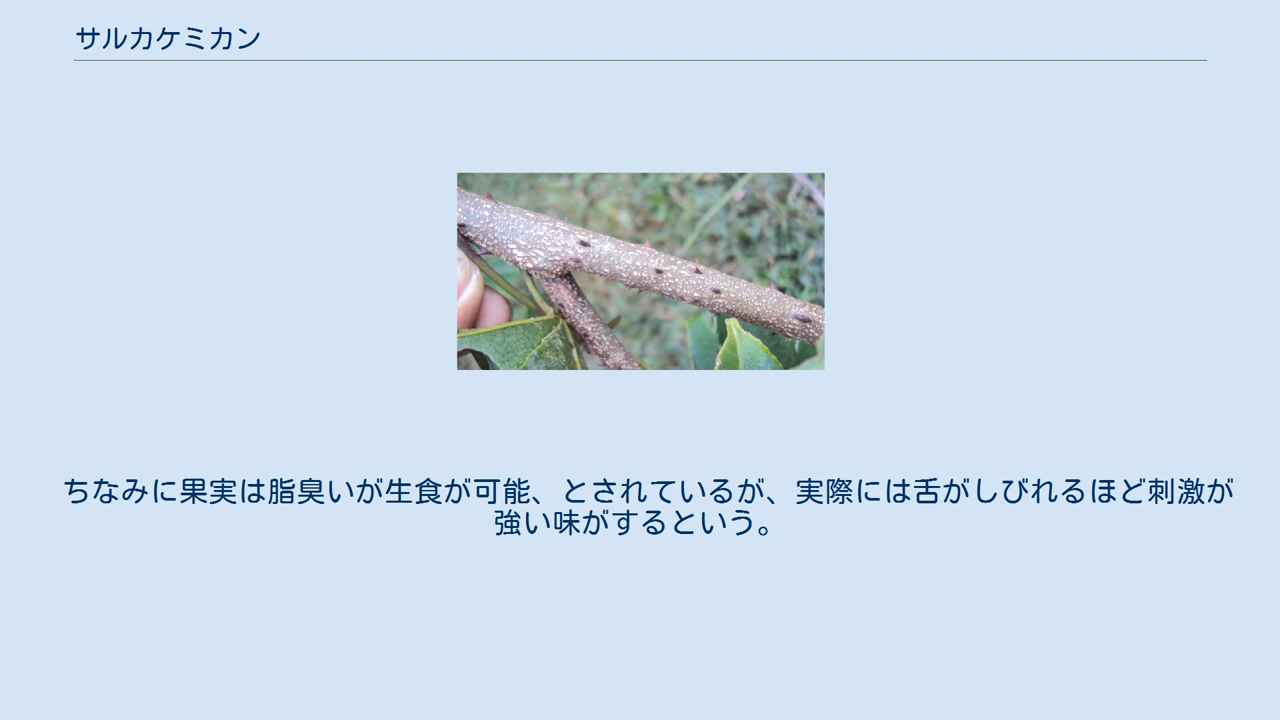 サルカケミカン
ちなみに果実は脂臭いが生食が可能、とされているが、実際には舌がしびれるほど刺激が
強い味がするという。